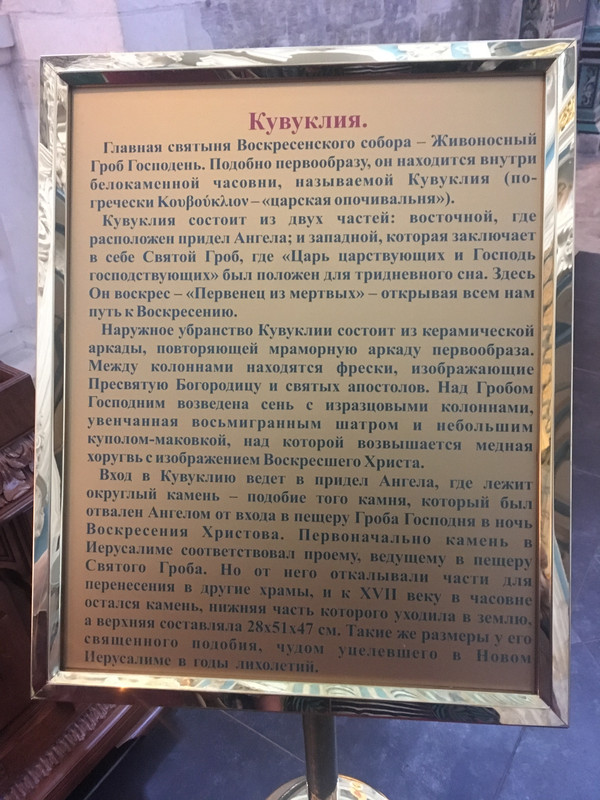 Кувуклия.
Главная святыня Воскресенского собора – Живоносный
Гроб Господень. Подобно первообразу, он находится внутри
белокаменной часовни, называемой Кувуклия (по-
гречески Κουβούκλιον – «царская опочивальня»).
Кувуклия состоит из двух частей: восточной, где
расположен придел Ангела; и западной, которая заключает
в себе Святой Гроб, где «Царь царствующих и Господь
господствующих» был положен для тридневного сна. Здесь
Он воскрес – «Первенец из мертвых» – открывая всем нам
путь к Воскресению.
Наружное убранство Кувуклии состоит из керамической
аркады, повторяющей мраморную аркаду первообраза.
Между колоннами находятся фрески, изображающие
Пресвятую Богородицу и святых апостолов. Над Гробом
Господним возведена сень с изразцовыми колоннами,
увенчанная восьмигранным шатром и небольшим
куполом-маковкой, над которой возвышается медная
хоругвь с изображением Воскресшего Христа.
Вход в Кувуклию ведет в придел Ангела, где лежит
округлый камень – подобие того камня, который был
отвален Ангелом от входа в пещеру Гроба Господня в ночь
Воскресения Христова. Первоначально камень в
Иерусалиме соответствовал проему, ведущему в пещеру
Святого Гроба. Но от него откалывали части для
перенесения в другие храмы, и к XVII веку в часовне
остался камень, нижняя часть которого уходила в землю,
а верхняя составляла 28х51х47 см. Такие же размеры у его
священного подобия, чудом уцелевшего в Новом
Иерусалиме в годы лихолетий.